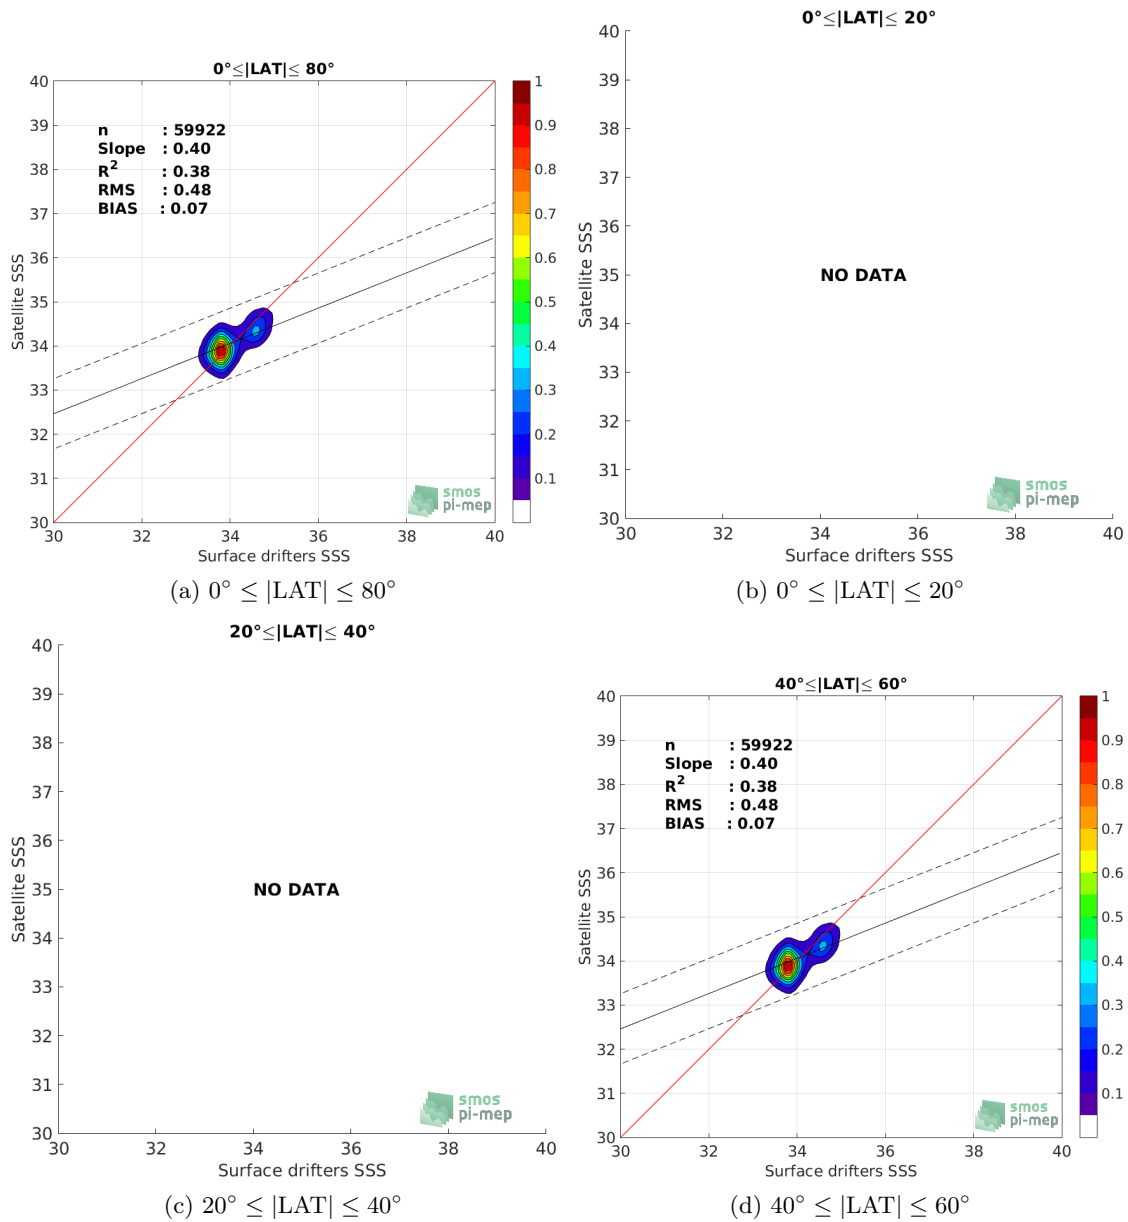 0°≤|LAT|≤ 80°
40
39
38
37
36
35
34
33
32
31
30
n : 59922
Slope : 0.40
R² : 0.38
RMS : 0.48
BIAS : 0.07
Satellite SSS
30 32 34 36 38 40
Surface drifters SSS
1
0.9
0.8
0.7
0.6
0.5
0.4
0.3
0.2
0.1
smos
pi-mep
(a) 0° ≤ |LAT| ≤ 80°
0°≤|LAT|≤ 20°
40
39
38
37
36
35
34
33
32
31
30
Satellite SSS
NO DATA
smos
pi-mep
30 32 34 36 38 40
Surface drifters SSS
(b) 0° ≤ |LAT| ≤ 20°
20°≤|LAT|≤ 40°
40
39
38
37
36
35
34
33
32
31
30
Satellite SSS
NO DATA
smos
pi-mep
30 32 34 36 38 40
Surface drifters SSS
(c) 20° ≤ |LAT| ≤ 40°
40°≤|LAT|≤ 60°
40
39
38
37
36
35
34
33
32
31
30
n : 59922
Slope : 0.40
R² : 0.38
RMS : 0.48
BIAS : 0.07
Satellite SSS
30 32 34 36 38 40
Surface drifters SSS
1
0.9
0.8
0.7
0.6
0.5
0.4
0.3
0.2
0.1
smos
pi-mep
(d) 40° ≤ |LAT| ≤ 60°